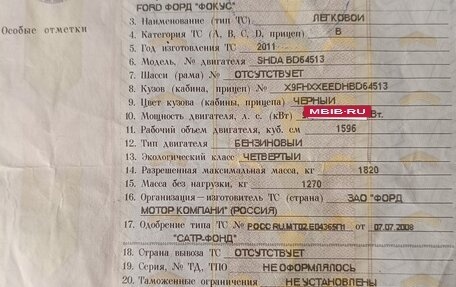 FORD ФОРД "ФОКУС"
Особые отметки
3. Наименование (тип ТС) ЛЕГКОВОЙ
4. Категория ТС (А, В, С, D, прицеп) В
5. Год изготовления ТС 2011
6. Модель, № двигателя SHDA BD64513
7. Шасси (рама) № ОТСУТСТВУЕТ
8. Кузов (кабина, прицеп) № X9FHXXEEDHBD64513
9. Цвет кузова (кабины, прицепа) ЧЕРНЫЙ
10. Мощность двигателя, л. с. (кВт) MBIB-RU кВт.
11. Рабочий объем двигателя, куб. см 1596
12. Тип двигателя БЕНЗИНОВЫЙ
13. Экологический класс ЧЕТВЕРТЫЙ
14. Разрешенная максимальная масса, кг 1820
15. Масса без нагрузки, кг 1270
16. Организация—изготовитель ТС (страна) ЗАО "ФОРД
МОТОР КОМПАНИ" (РОССИЯ)
17. Одобрение типа ТС № РОСС RU.MT02.E04365П1 от 07.07.2008
"САТР-ФОНД"
18. Страна вывоза ТС ОТСУТСТВУЕТ
19. Серия, № ТД, ТПО НЕ ОФОРМЛЯЛОСЬ
20. Таможенные ограничения НЕ УСТАНОВЛЕНЫ